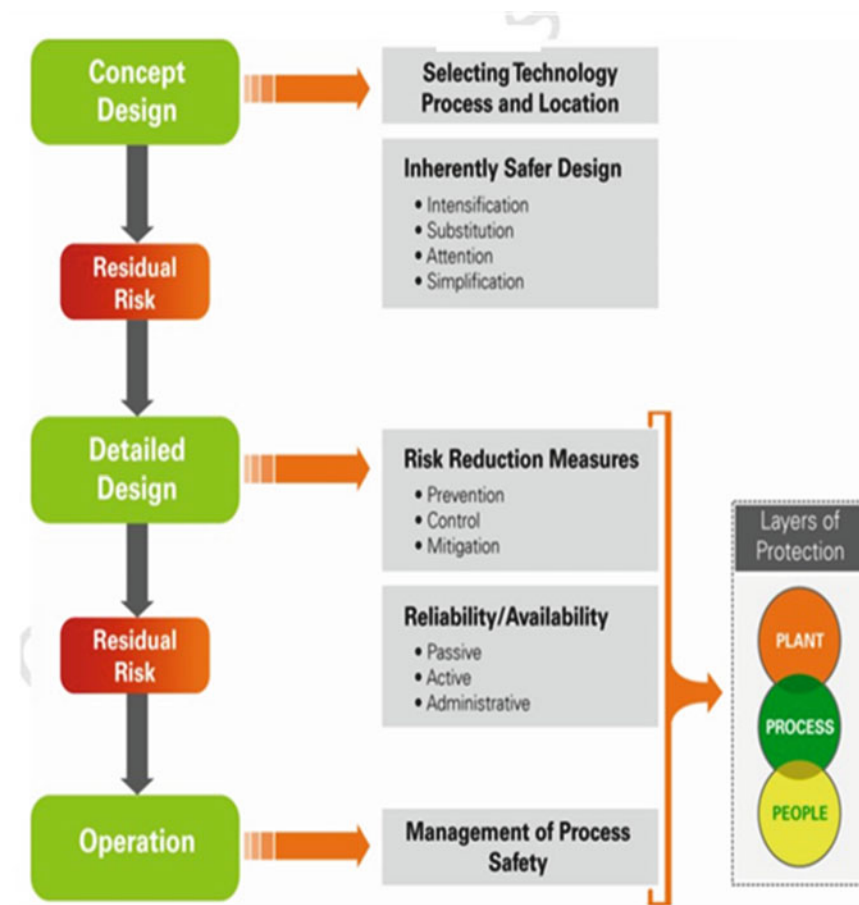 Concept
Design
Selecting Technology
Process and Location
Inherently Safer Design
• Intensification
• Substitution
• Attention
• Simplification
Residual
Risk
Detailed
Design
Risk Reduction Measures
• Prevention
• Control
• Mitigation
Reliability/Availability
• Passive
• Active
• Administrative
Residual
Risk
Operation
Management of Process
Safety
Layers of
Protection
PLANT
PROCESS
PEOPLE